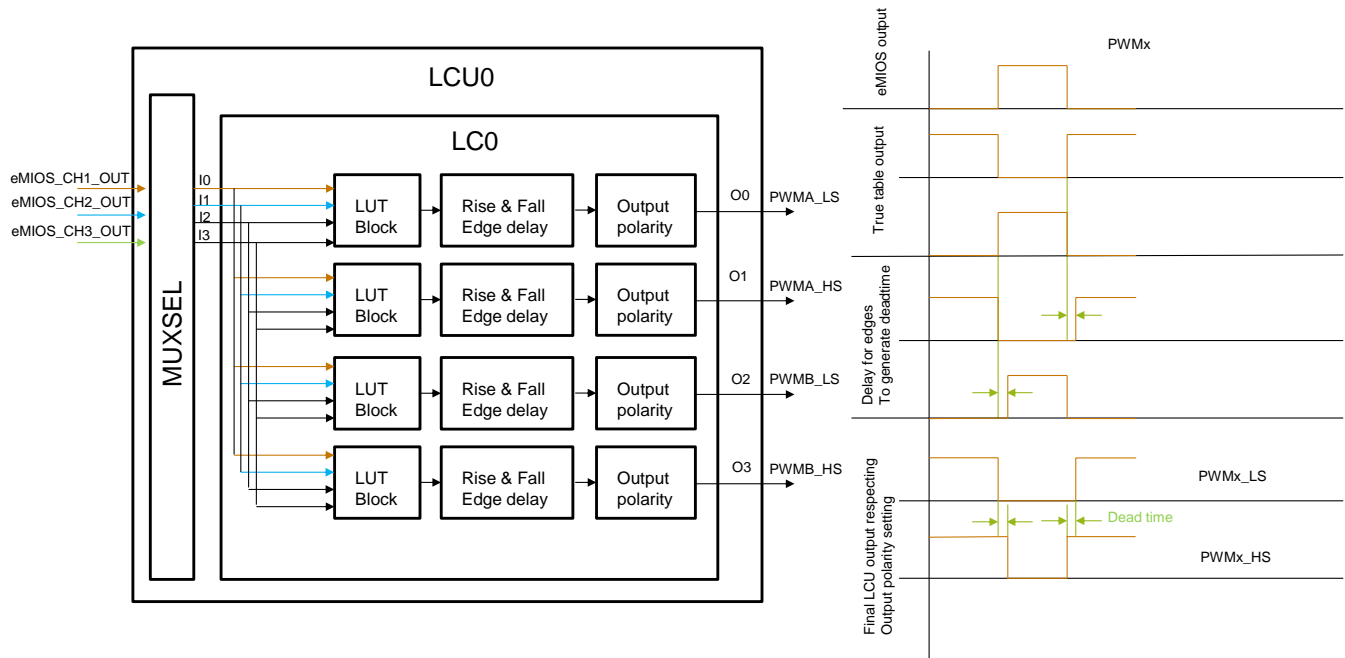 LCU0
LC0
MUXSEL
eMIOS_CH1_OUT
eMIOS_CH2_OUT
eMIOS_CH3_OUT
I0
I1
I2
I3
LUT
Block
Rise & Fall
Edge delay
Output
polarity
O0
PWMA_LS
LUT
Block
Rise & Fall
Edge delay
Output
polarity
O1
PWMA_HS
LUT
Block
Rise & Fall
Edge delay
Output
polarity
O2
PWMB_LS
LUT
Block
Rise & Fall
Edge delay
Output
polarity
O3
PWMB_HS
PWMx
eMIOS output
True table output
Delay for edges
To generate deadtime
Final LCU output respecting
Output polarity setting
PWMx_LS
Dead time
PWMx_HS